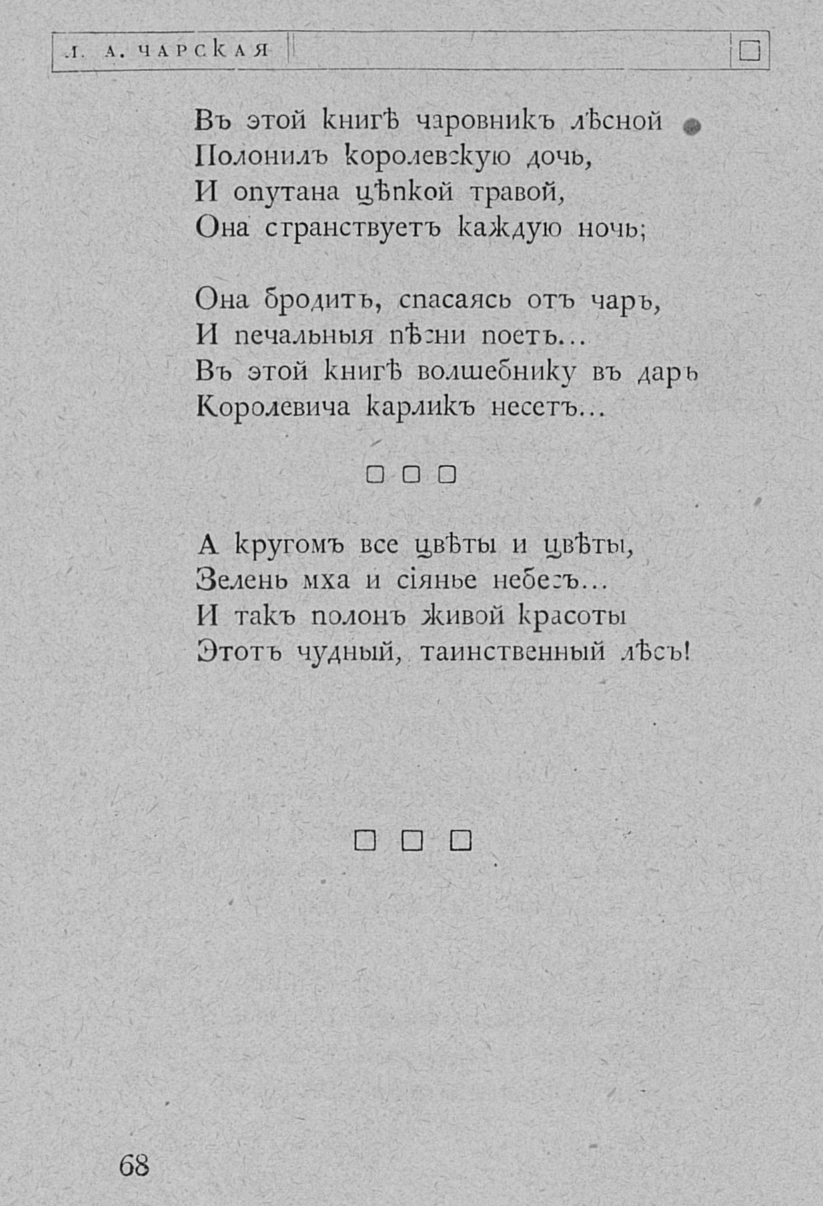 Л. А. ЧАРСКАЯ
Въ этой книгѣ чаровникъ лѣсной
Полонилъ королевскую дочь,
И опутана цѣпкой травой,
Она странствуетъ каждую ночь;
Она бродитъ, спасаясь отъ чаръ,
И печальныя пѣсни поетъ...
Въ этой книгѣ волшебнику въ даръ
Королевича карликъ несетъ...
А кругомъ все цвѣты и цвѣты,
Зелень мха и сіянье небесъ...
И такъ полонъ живой красоты
Этотъ чудный, таинственный лѣсъ!
68